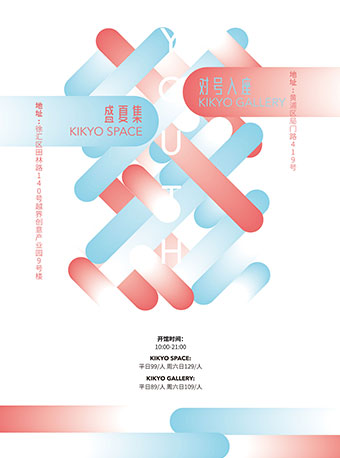 YOUTH
对号入座
KIKYO GALLERY
地址：黄浦区局门路419号
盛夏集
KIKYO SPACE
地址：徐汇区田林路140号越界创意产业园9号楼
开馆时间：
10:00-21:00
KIKYO SPACE:
平日99/人 周六日129/人
KIKYO GALLERY:
平日89/人 周六日109/人